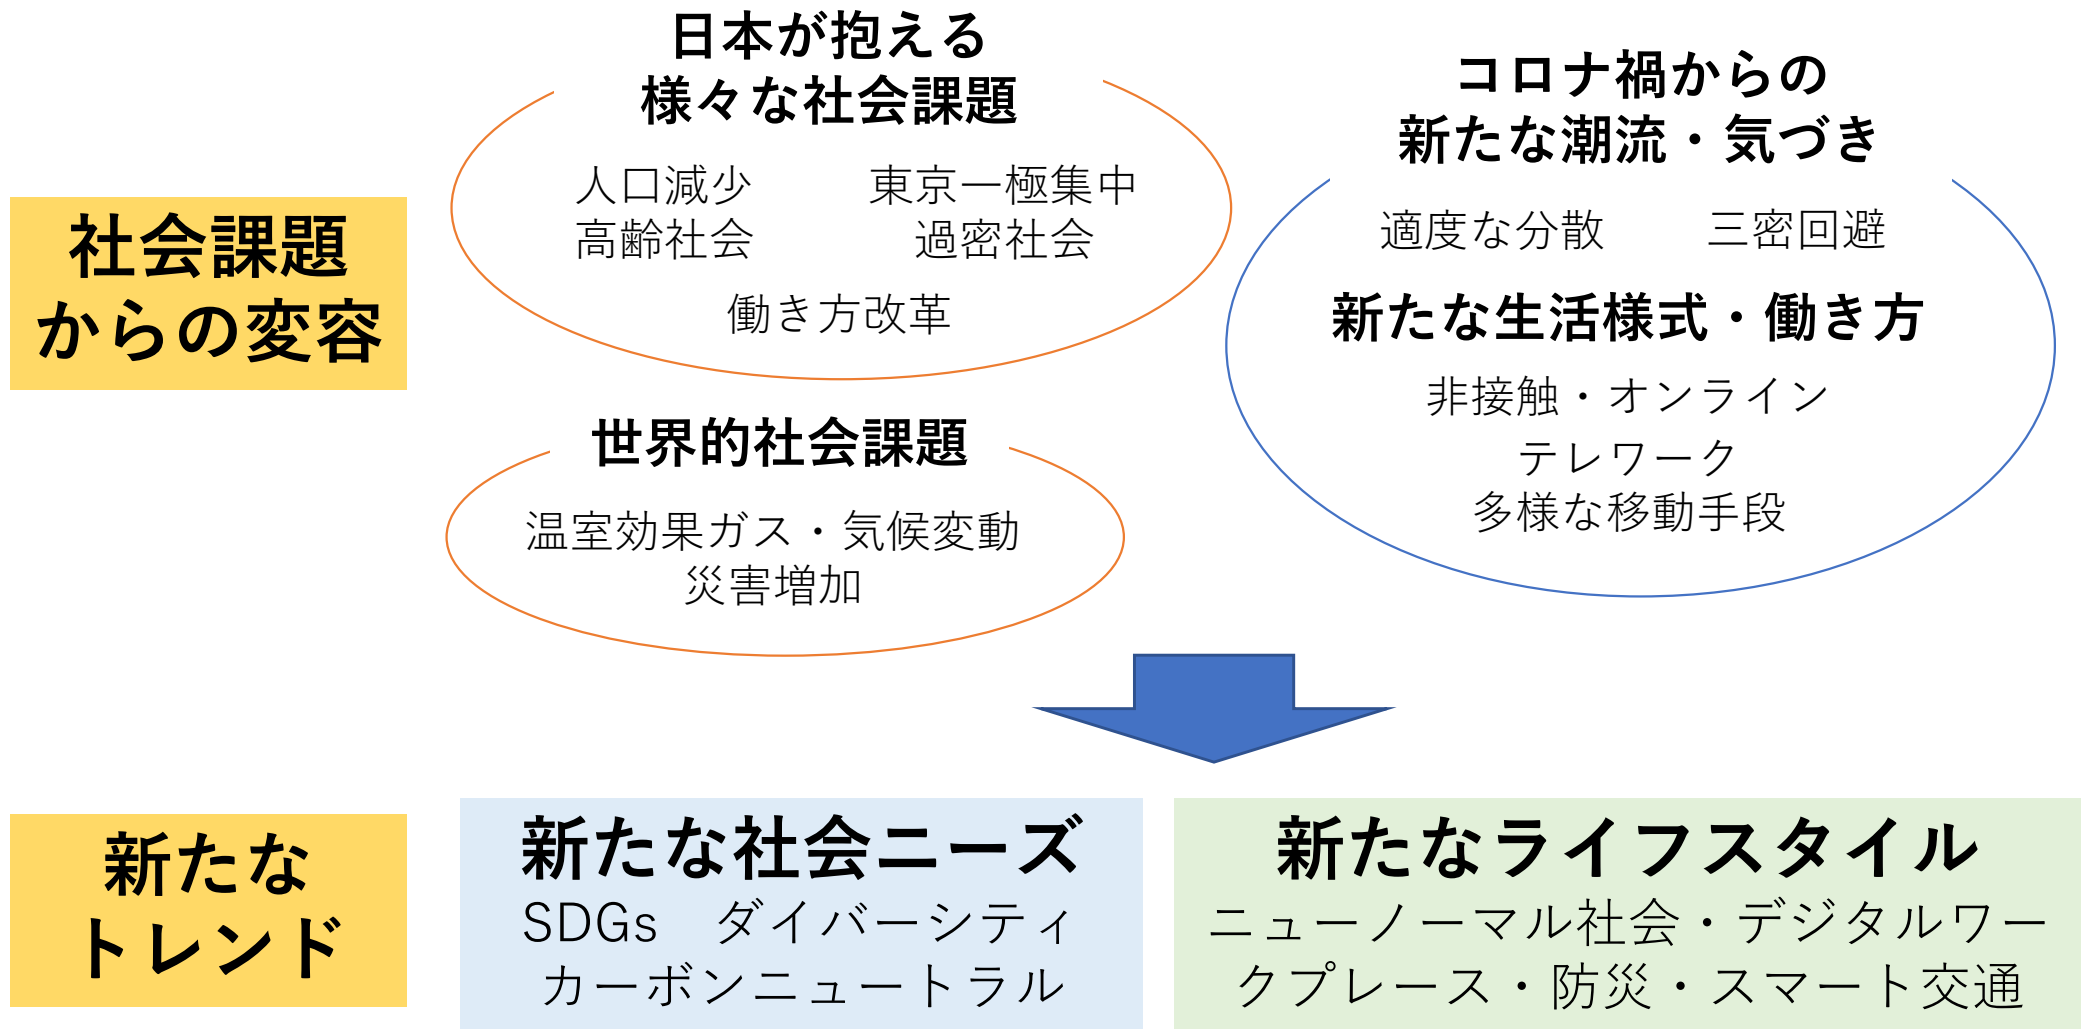 社会課題
からの変容
日本が抱える
様々な社会課題
人口減少　東京一極集中
高齢社会　過密社会
働き方改革
世界的社会課題
温室効果ガス・気候変動
災害増加
コロナ禍からの
新たな潮流・気づき
適度な分散　三密回避
新たな生活様式・働き方
非接触・オンライン
テレワーク
多様な移動手段
新たな
トレンド
新たな社会ニーズ
SDGs　ダイバーシティ
カーボンニュートラル
新たなライフスタイル
ニューノーマル社会・デジタルワー
クプレース・防災・スマート交通